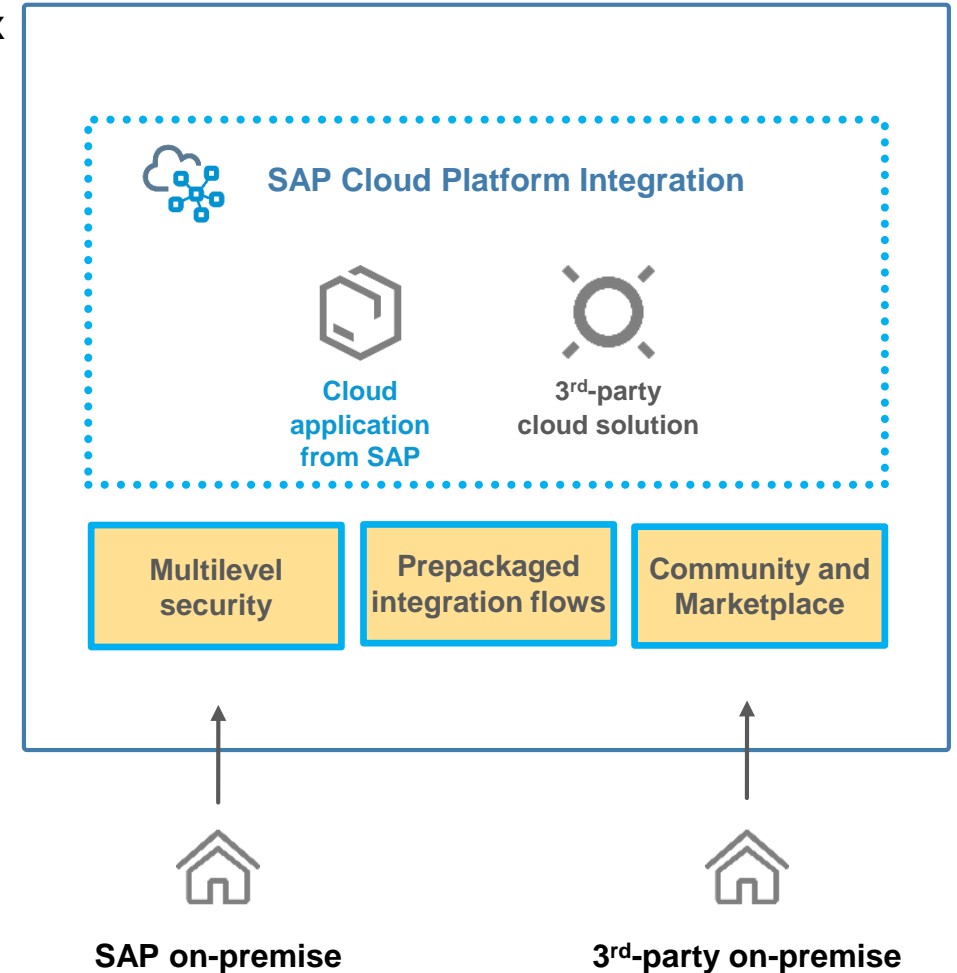 SAP Cloud Platform Integration
Cloud
application
from SAP
3rd-party
cloud solution
Multilevel
security
Prepackaged
integration flows
Community and
Marketplace
SAP on-premise
3rd-party on-premise